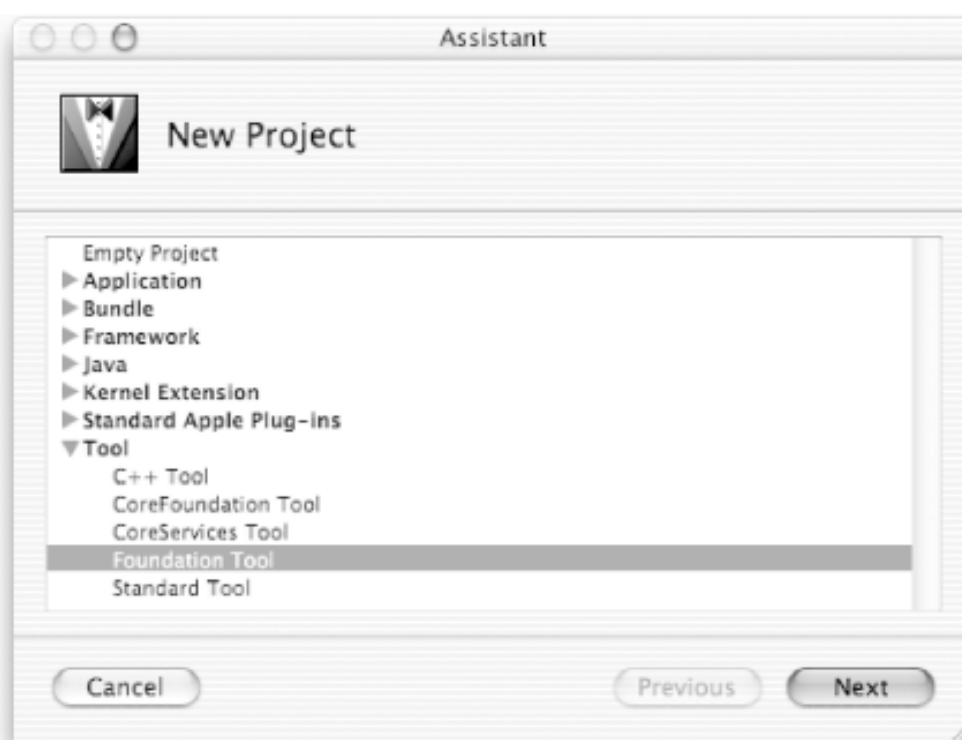 Assistant
New Project
Empty Project
Application
Bundle
Framework
Java
Kernel Extension
Standard Apple Plug-ins
Tool
C++ Tool
CoreFoundation Tool
CoreServices Tool
Foundation Tool
Standard Tool
Cancel Previous Next